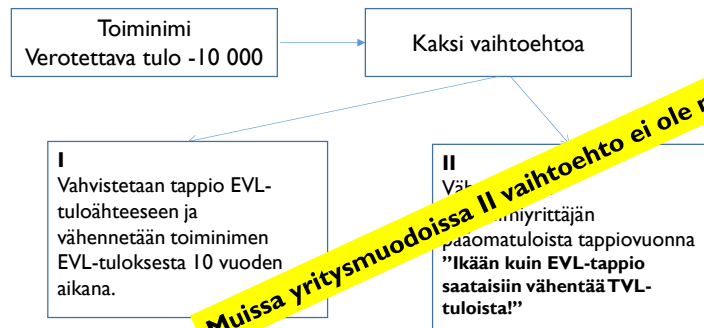 Toiminimi
Verotettava tulo -10 000
Kaksi vaihtoehtoa
I
Vahvistetaan tappio EVL-
tuloähteeseen ja
vähennetään toiminimen
EVL-tuloksesta 10 vuoden
aikana.
II
pääomatuloista tappiovuonna
”Ikään kuin EVL-tappio
saataisiin vähentää TVL-
tuloista!”
Muissa yritysmuodoissa II vaihtoehto ei ole